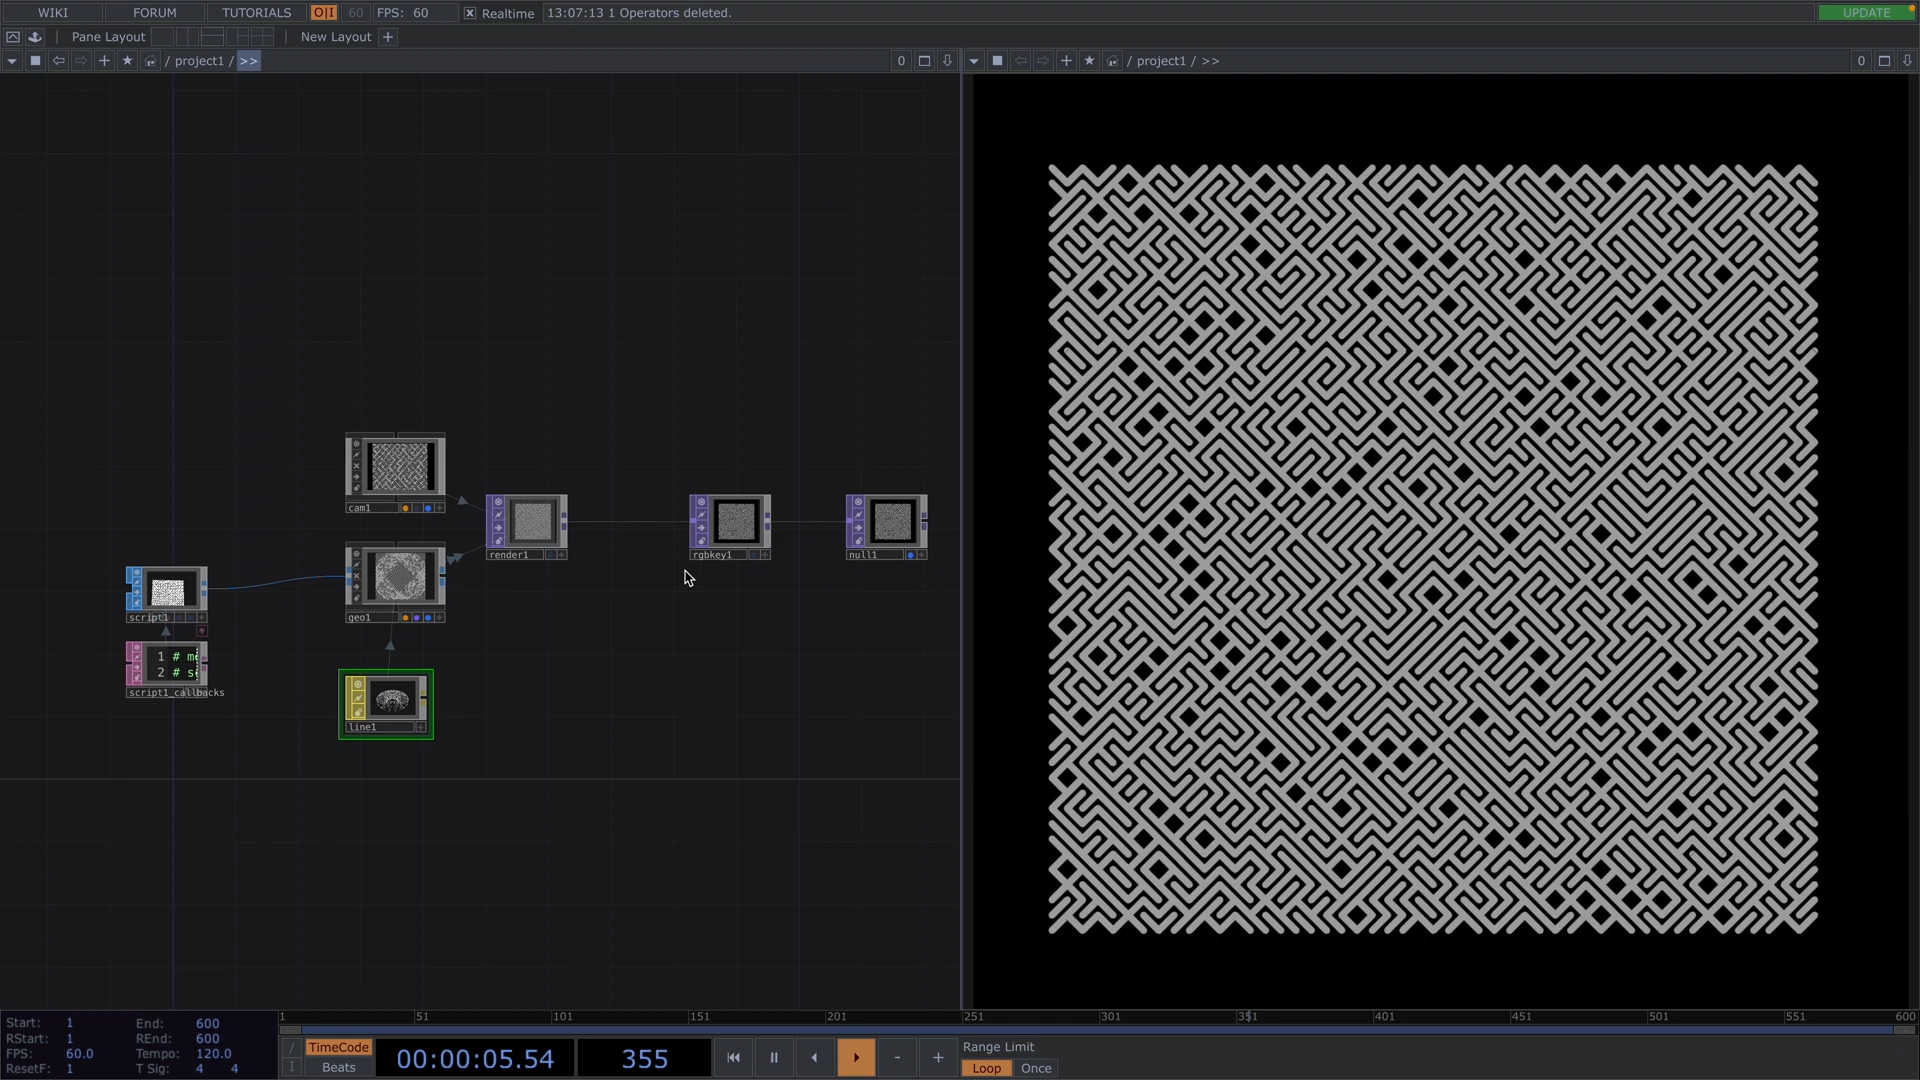 WIKI FORUM TUTORIALS O|I 60 FPS: 60 Realtime 13:07:13 1 Operators deleted. UPDATE
Pane Layout New Layout +
/ project1 / >> 0
/ project1 / >> 0
cam1
render1
rgbkey1
null1
script1
geo1
1 # m
2 # s
script1_callbacks
line1
1 51 101 151 201 251 301 351 401 451 501 551 600
Start: 1 End: 600
RStart: 1 REnd: 600
FPS: 60.0 Tempo: 120.0
ResetF: 1 T Sig: 4 4
/ TimeCode
I Beats
00:00:05.54 355 - +
Range Limit
Loop Once